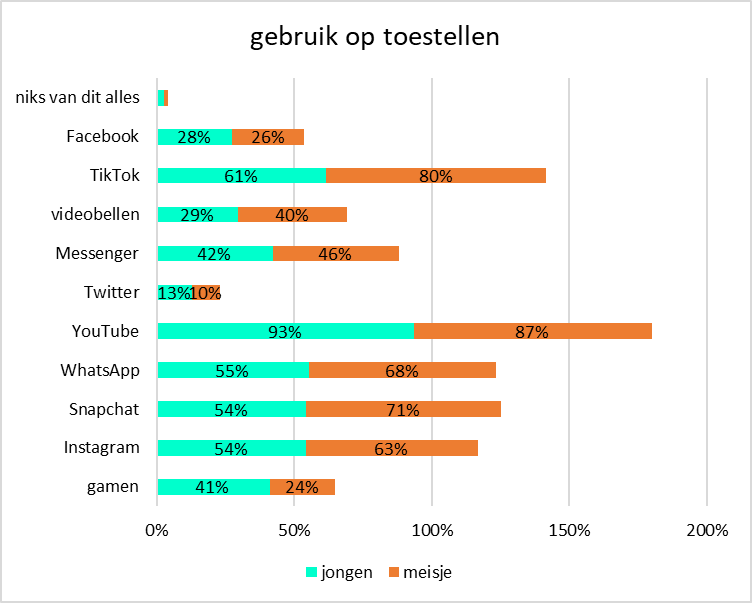 gebruik op toestellen
niks van dit alles
Facebook 28% 26%
TikTok 61% 80%
videobellen 29% 40%
Messenger 42% 46%
Twitter 13% 10%
YouTube 93% 87%
WhatsApp 55% 68%
Snapchat 54% 71%
Instagram 54% 63%
gamen 41% 24%
0% 50% 100% 150% 200%
jongen meisje